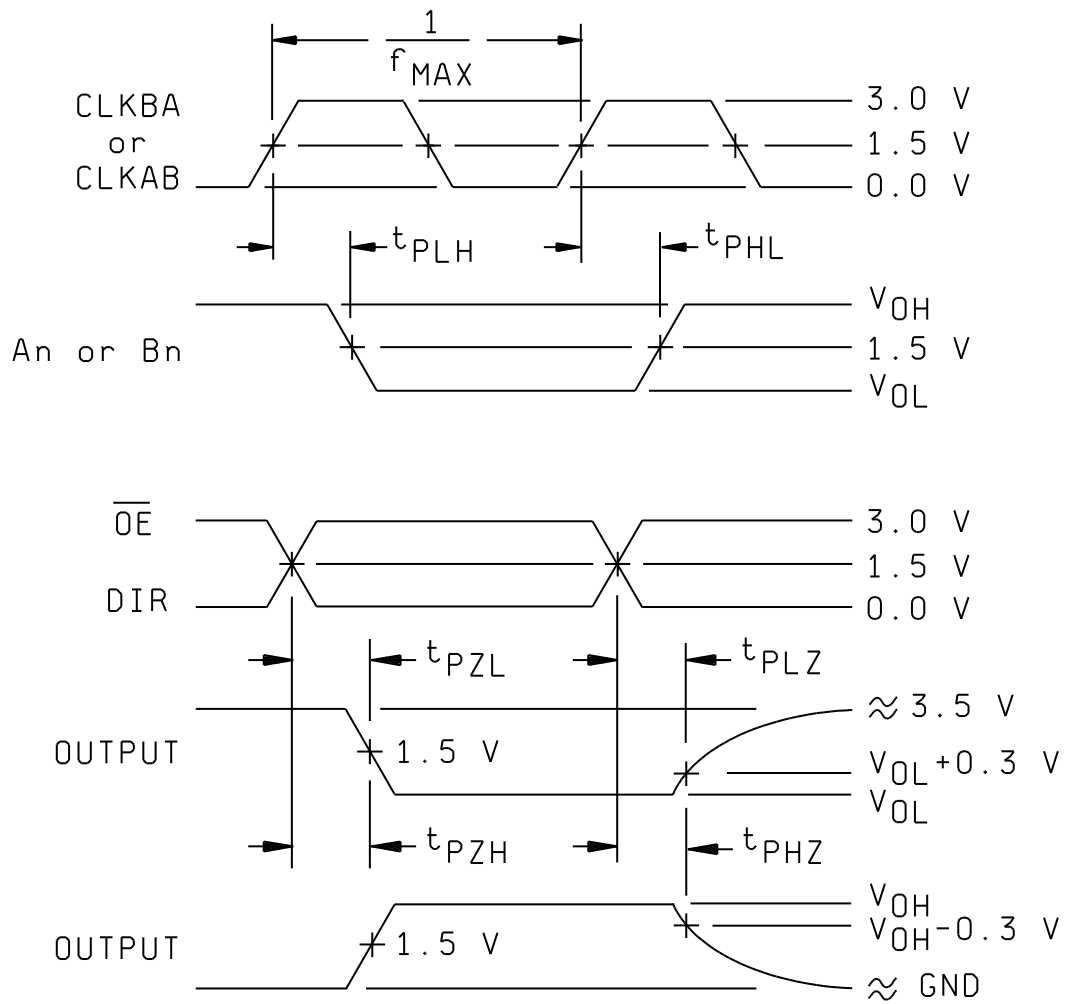 1
fMAX
CLKBA
or
CLKAB
3.0 V
1.5 V
0.0 V
tPLH
tPHL
An or Bn
VOH
1.5 V
VOL
OE
DIR
3.0 V
1.5 V
0.0 V
tPZL
tPLZ
OUTPUT
1.5 V
≈ 3.5 V
VOL+0.3 V
VOL
tPZH
tPHZ
OUTPUT
1.5 V
VOH
VOH-0.3 V
≈ GND